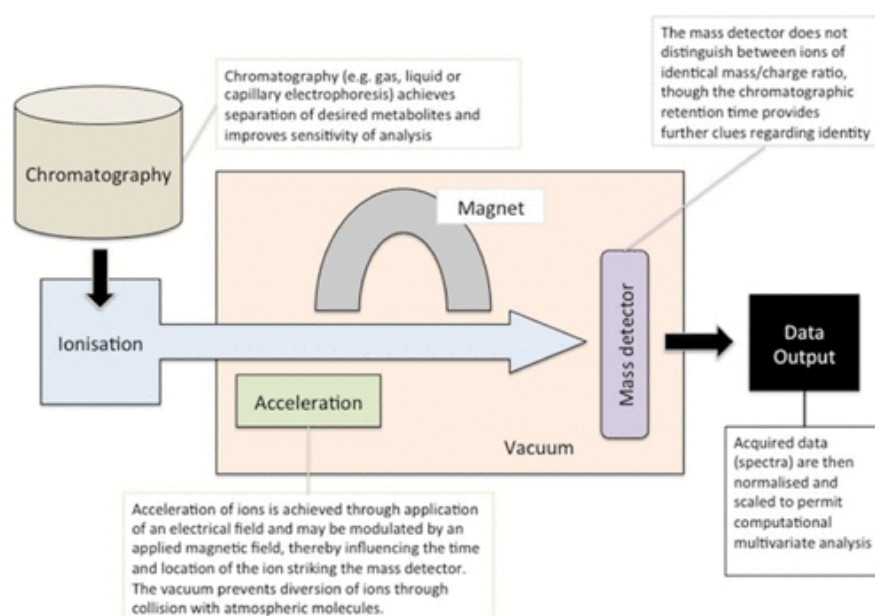 Chromatography (e.g. gas, liquid or
capillary electrophoresis) achieves
separation of desired metabolites and
improves sensitivity of analysis
The mass detector does not
distinguish between ions of
identical mass/charge ratio,
though the chromatographic
retention time provides
further clues regarding identity
Chromatography
Magnet
Ionisation
Mass detector
Data
Output
Acceleration
Vacuum
Acquired data
(spectra) are then
normalised and
scaled to permit
computational
multivariate analysis
Acceleration of ions is achieved through application
of an electrical field and may be modulated by an
applied magnetic field, thereby influencing the time
and location of the ion striking the mass detector.
The vacuum prevents diversion of ions through
collision with atmospheric molecules.